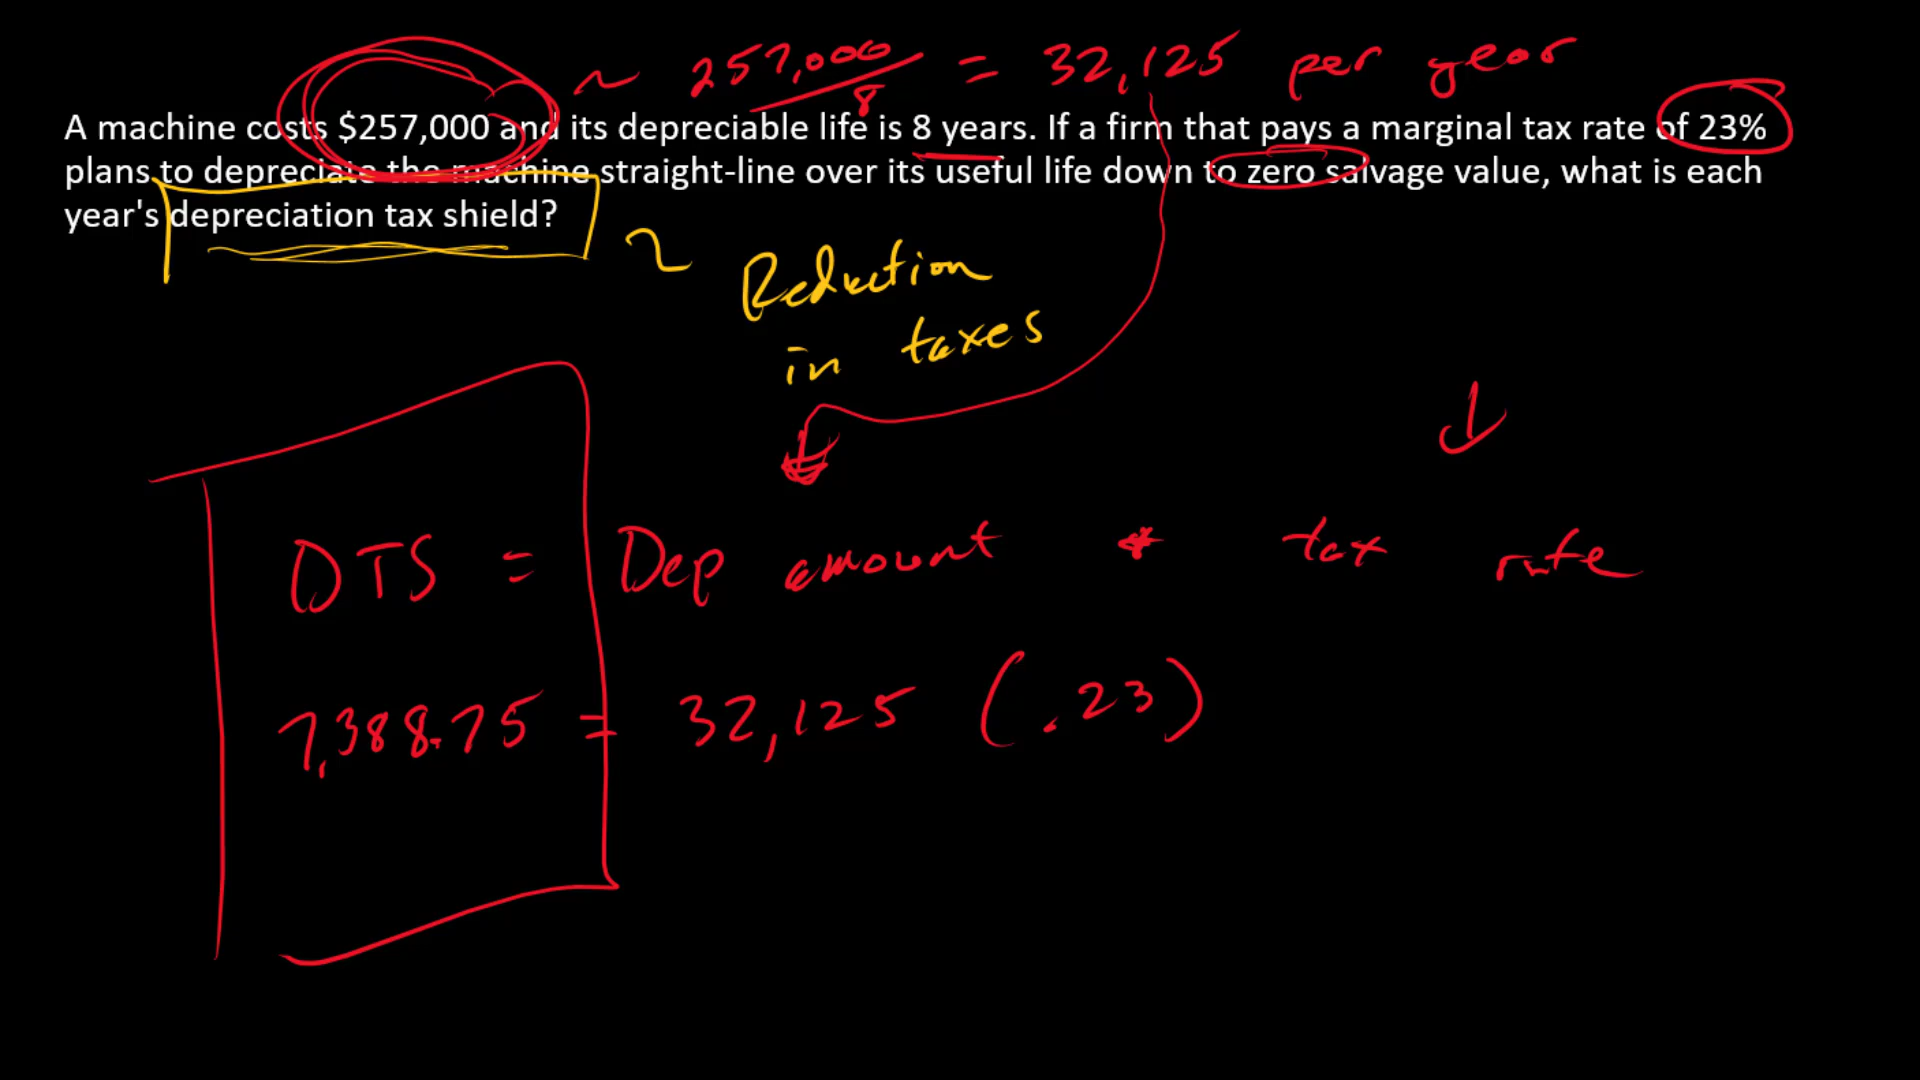 ~ 257,000 / 8 = 32,125 per year
A machine costs $257,000 and its depreciable life is 8 years. If a firm that pays a marginal tax rate of 23%
plans to depreciate the machine straight-line over its useful life down to zero salvage value, what is each
year's depreciation tax shield?
~ Reduction
in taxes
DTS = Dep amount * tax rate
7,388.75 = 32,125 (.23)